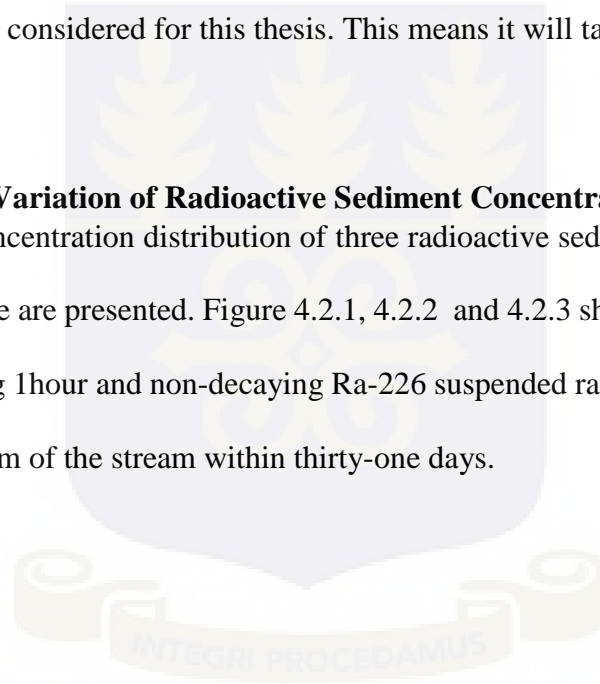 considered for this thesis. This means it will ta
Variation of Radioactive Sediment Concentra
ncentration distribution of three radioactive sed
e are presented. Figure 4.2.1, 4.2.2 and 4.2.3 sh
g 1hour and non-decaying Ra-226 suspended ra
m of the stream within thirty-one days.
INTEGRI PROCEDAMUS